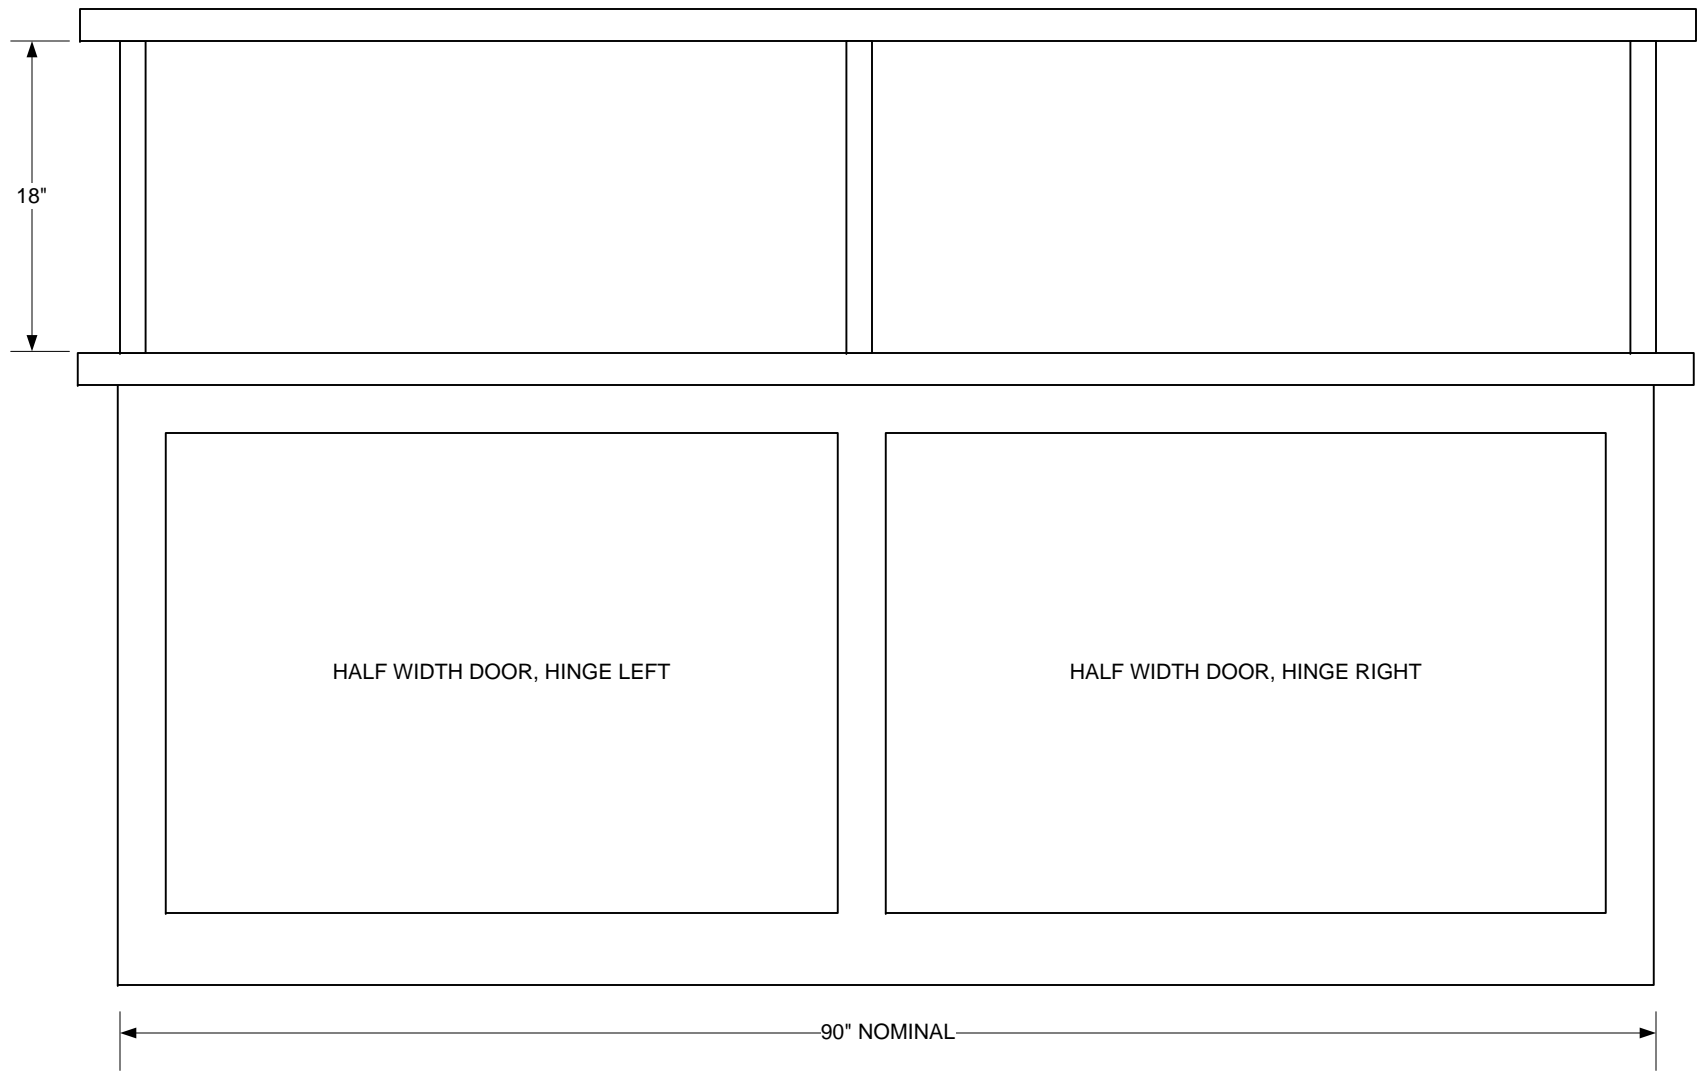 18"
HALF WIDTH DOOR, HINGE LEFT
HALF WIDTH DOOR, HINGE RIGHT
90" NOMINAL